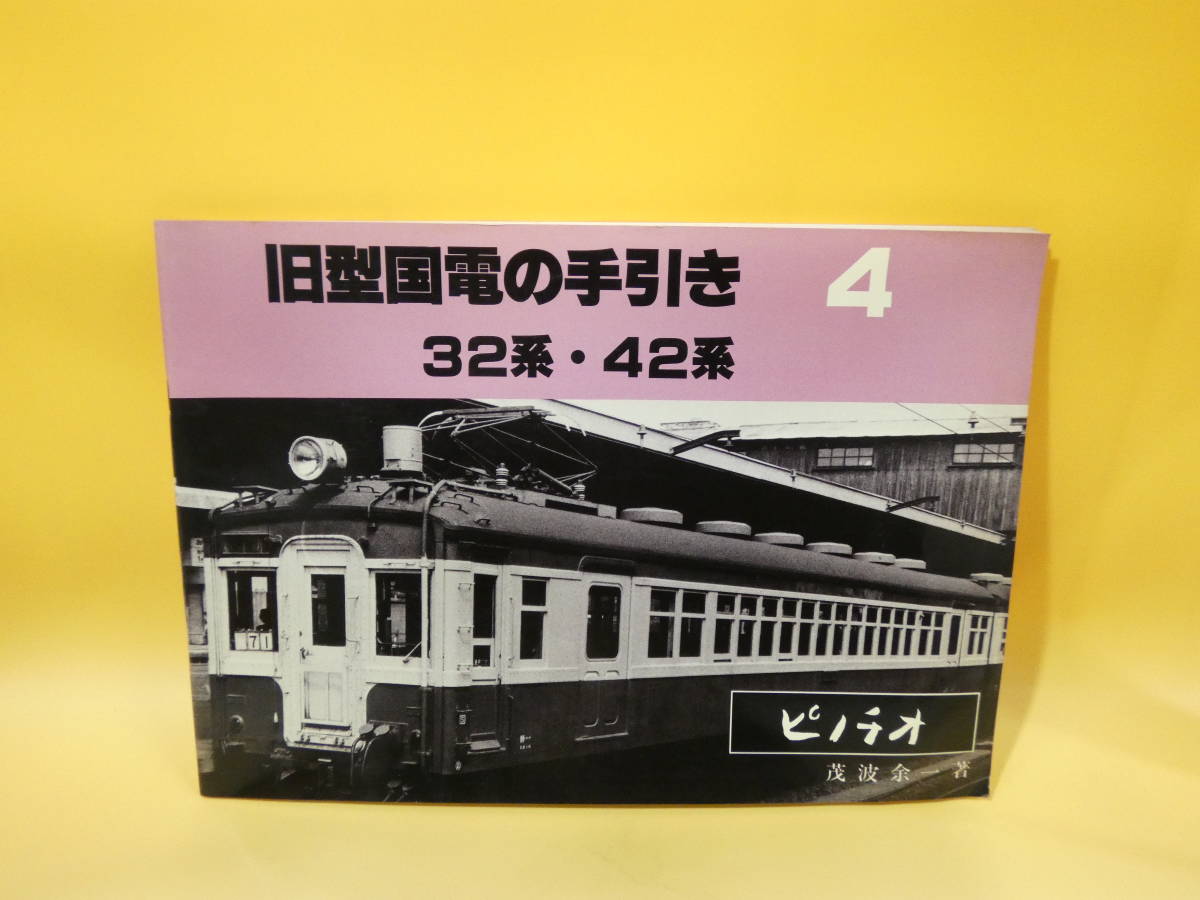 旧型国電の手引き 4
32系・42系
71
ピノチオ
茂波余一著